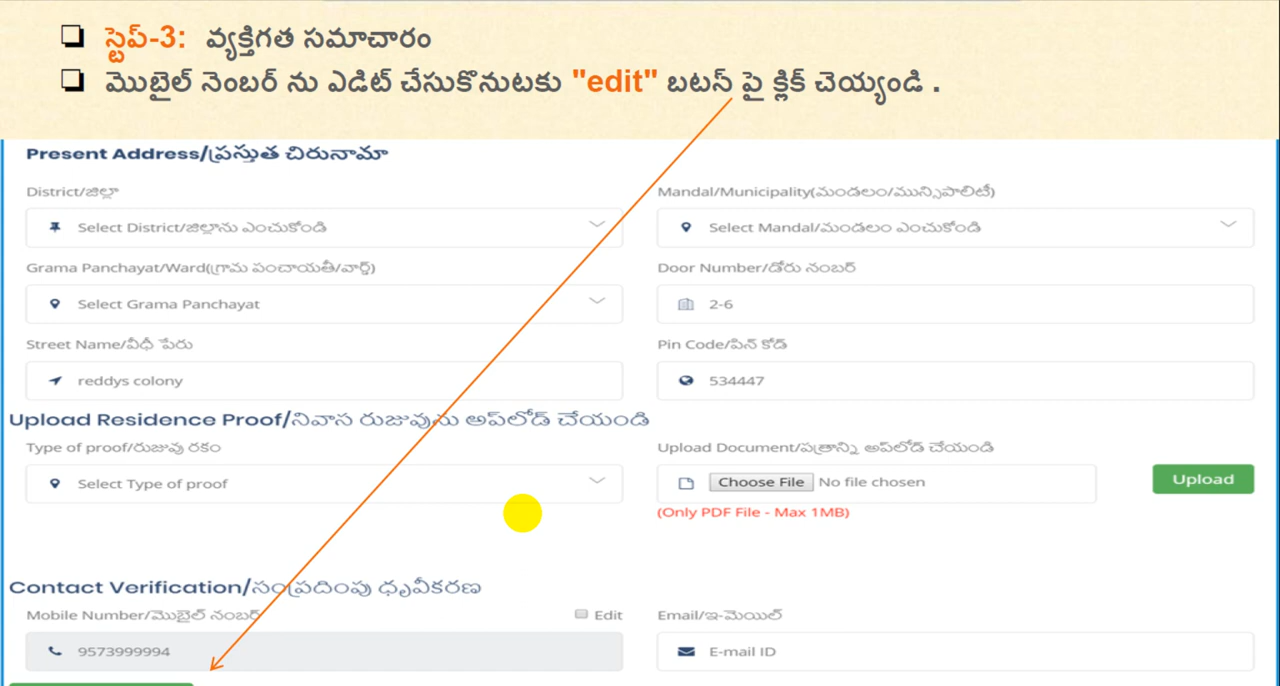 స్టెప్-3: వ్యక్తిగత సమాచారం
మొబైల్ నెంబర్ ను ఎడిట్ చేసుకొనుటకు "edit" బటన్ పై క్లిక్ చెయ్యండి .
Present Address/ప్రస్తుత చిరునామా
District/జిల్లా
Mandal/Municipality(మండలం/మున్సిపాలిటీ)
Select District/జిల్లాను ఎంచుకోండి
Select Mandal/మండలం ఎంచుకోండి
Grama Panchayat/Ward(గ్రామ పంచాయతీ/వార్డ్)
Door Number/డోరు నంబర్
Select Grama Panchayat
2-6
Street Name/వీధీ పేరు
Pin Code/పిన్ కోడ్
reddys colony
534447
Upload Residence Proof/నివాస రుజువును అప్‌లోడ్ చేయండి
Type of proof/రుజువు రకం
Upload Document/పత్రాన్ని అప్‌లోడ్ చేయండి
Select Type of proof
Choose File No file chosen
Upload
(Only PDF File - Max 1MB)
Contact Verification/సంప్రదింపు ధృవీకరణ
Mobile Number/మొబైల్ నంబర్
Edit
Email/ఇ-మెయిల్
9573999994
E-mail ID